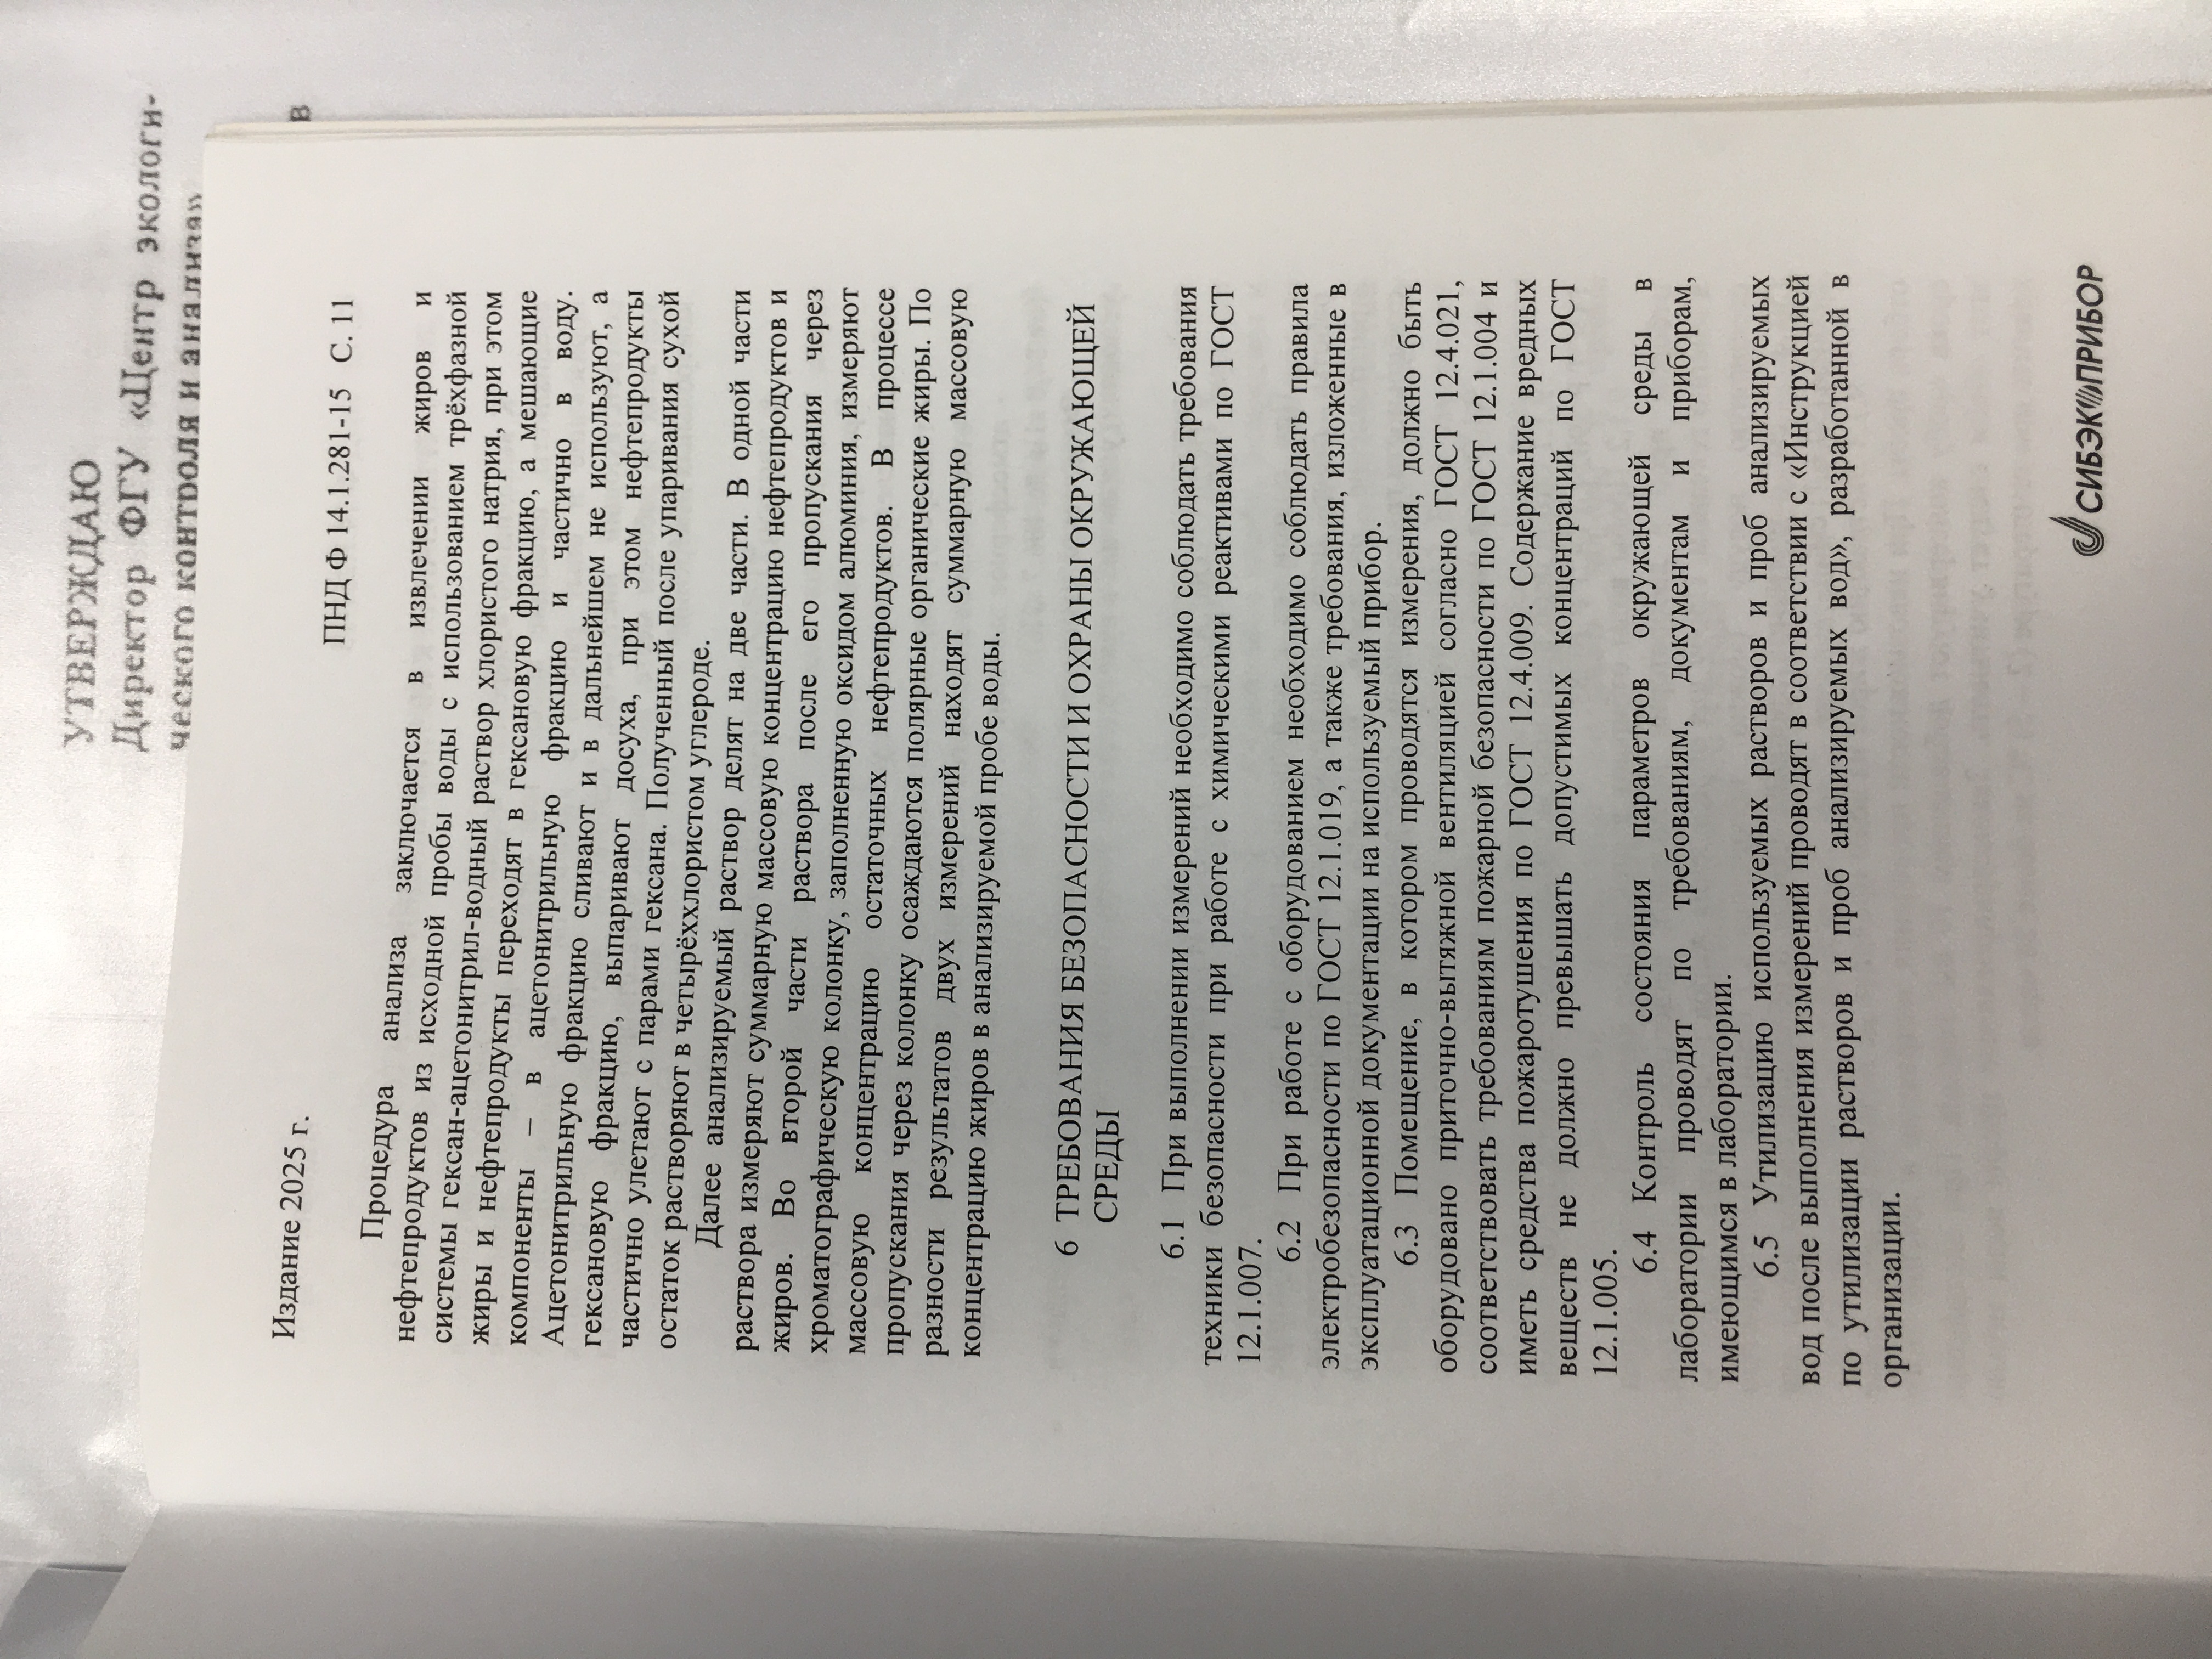 УТВЕРЖДАЮ
Директор ФГУ «Центр экологи-
ческого контроля и анализа»
в
Издание 2025 г.
ПНД Ф 14.1.281-15 С. 11
Процедура анализа заключается в извлечении жиров и
нефтепродуктов из исходной пробы воды с использованием трёхфазной
системы гексан-ацетонитрил-водный раствор хлористого натрия, при этом
жиры и нефтепродукты переходят в гексановую фракцию, а мешающие
компоненты – в ацетонитрильную фракцию и частично в воду.
Ацетонитрильную фракцию сливают и в дальнейшем не используют, а
гексановую фракцию, выпаривают досуха, при этом нефтепродукты
частично улетают с парами гексана. Полученный после упаривания сухой
остаток растворяют в четырёххлористом углероде.
Далее анализируемый раствор делят на две части. В одной части
раствора измеряют суммарную массовую концентрацию нефтепродуктов и
жиров. Во второй части раствора после его пропускания через
хроматографическую колонку, заполненную оксидом алюминия, измеряют
массовую концентрацию остаточных нефтепродуктов. В процессе
пропускания через колонку осаждаются полярные органические жиры. По
разности результатов двух измерений находят суммарную массовую
концентрацию жиров в анализируемой пробе воды.
6 ТРЕБОВАНИЯ БЕЗОПАСНОСТИ И ОХРАНЫ ОКРУЖАЮЩЕЙ
СРЕДЫ
6.1 При выполнении измерений необходимо соблюдать требования
техники безопасности при работе с химическими реактивами по ГОСТ
12.1.007.
6.2 При работе с оборудованием необходимо соблюдать правила
электробезопасности по ГОСТ 12.1.019, а также требования, изложенные в
эксплуатационной документации на используемый прибор.
6.3 Помещение, в котором проводятся измерения, должно быть
оборудовано приточно-вытяжной вентиляцией согласно ГОСТ 12.4.021,
соответствовать требованиям пожарной безопасности по ГОСТ 12.1.004 и
иметь средства пожаротушения по ГОСТ 12.4.009. Содержание вредных
веществ не должно превышать допустимых концентраций по ГОСТ
12.1.005.
6.4 Контроль состояния параметров окружающей среды в
лаборатории проводят по требованиям, документам и приборам,
имеющимся в лаборатории.
6.5 Утилизацию используемых растворов и проб анализируемых
вод после выполнения измерений проводят в соответствии с «Инструкцией
по утилизации растворов и проб анализируемых вод», разработанной в
организации.
СИБЭКОПРИБОР